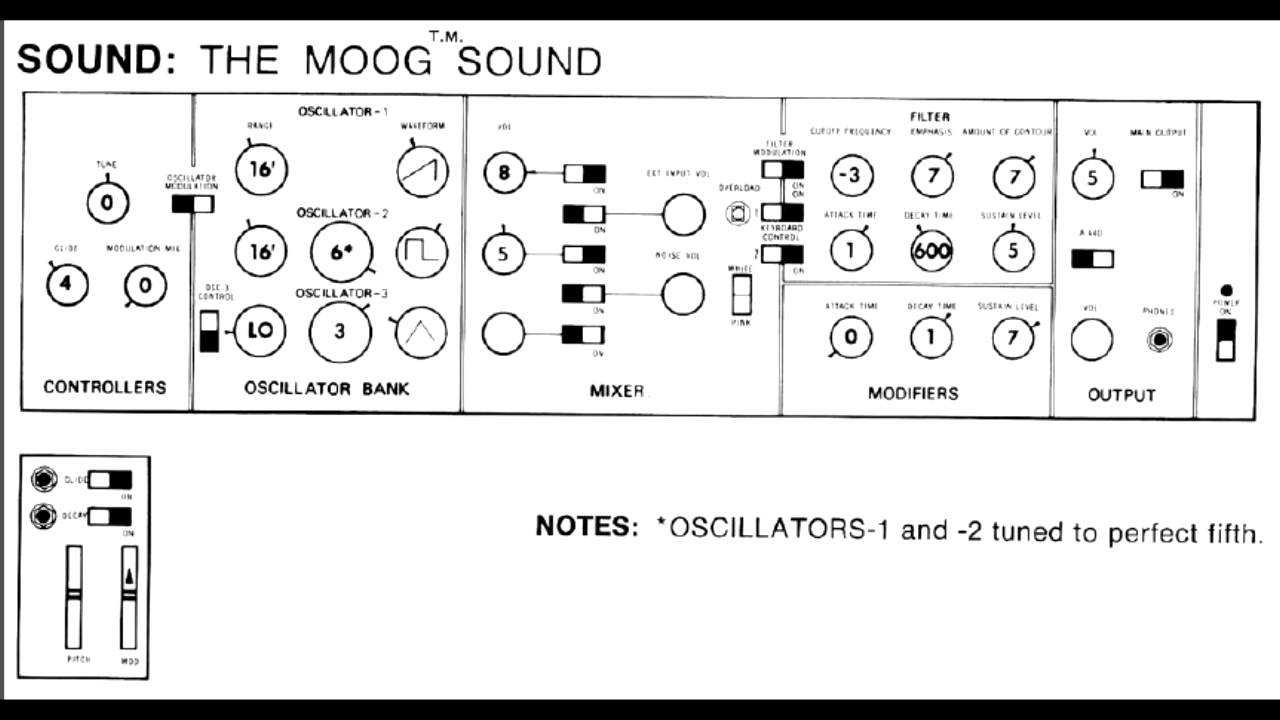 T.M.
SOUND: THE MOOG SOUND
OSCILLATOR-1
RANGE
WAVEFORM
VOL
FILTER
CUTOFF FREQUENCY EMPHASIS AMOUNT OF CONTOUR
VOL
MAIN OUTPUT
TUNE
0
OSCILLATOR
MODULATION
16'
8
ON
FILTER
MODULATION
ON
ON
-3
7
7
5
ON
EXT INPUT VOL
OVERLOAD
1
ON
KEYBOARD
CONTROL
2
ON
OSCILLATOR-2
16'
6*
5
ON
NOISE VOL
WHITE
PINK
ATTACK TIME DECAY TIME SUSTAIN LEVEL
1
600
5
A 440
GLIDE
4
MODULATION MIX
0
OSC 3
CONTROL
OSCILLATOR-3
LO
3
ON
ON
ATTACK TIME DECAY TIME SUSTAIN LEVEL
0
1
7
VOL
PHONES
POWER
ON
CONTROLLERS
OSCILLATOR BANK
MIXER
MODIFIERS
OUTPUT
GLIDE
ON
DECAY
ON
PITCH
MOD
NOTES: *OSCILLATORS-1 and -2 tuned to perfect fifth.